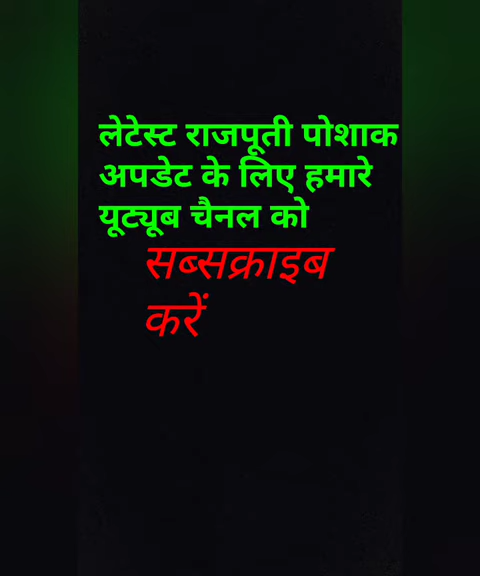 लेटेस्ट राजपूती पोशाक
अपडेट के लिए हमारे
यूट्यूब चैनल को
सब्सक्राइब
करें